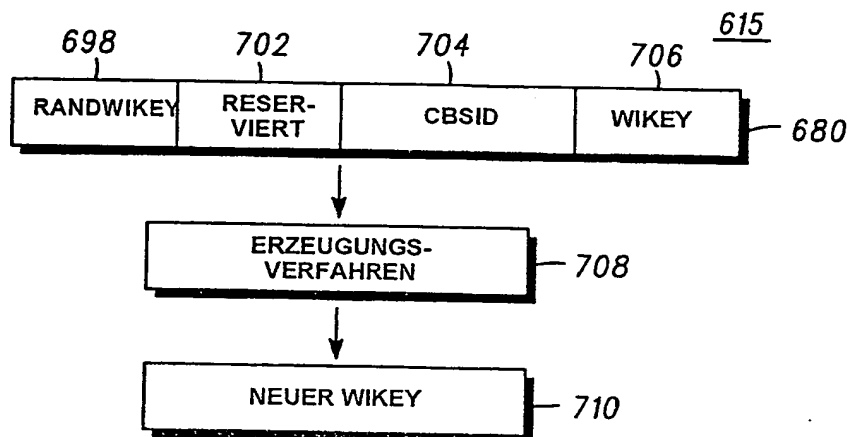 615
698 702 704 706
RANDWIKEY RESER-
VIERT CBSID WIKEY 680
ERZEUGUNGS-
VERFAHREN 708
NEUER WIKEY 710